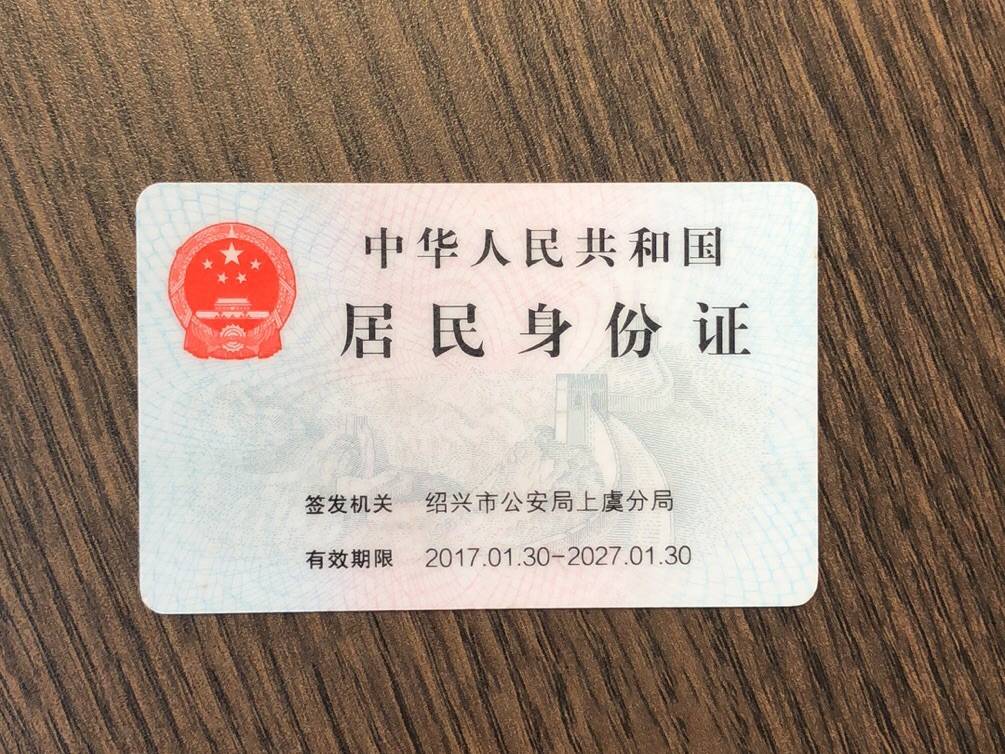 中华人民共和国
居民身份证
签发机关 绍兴市公安局上虞分局
有效期限 2017.01.30-2027.01.30